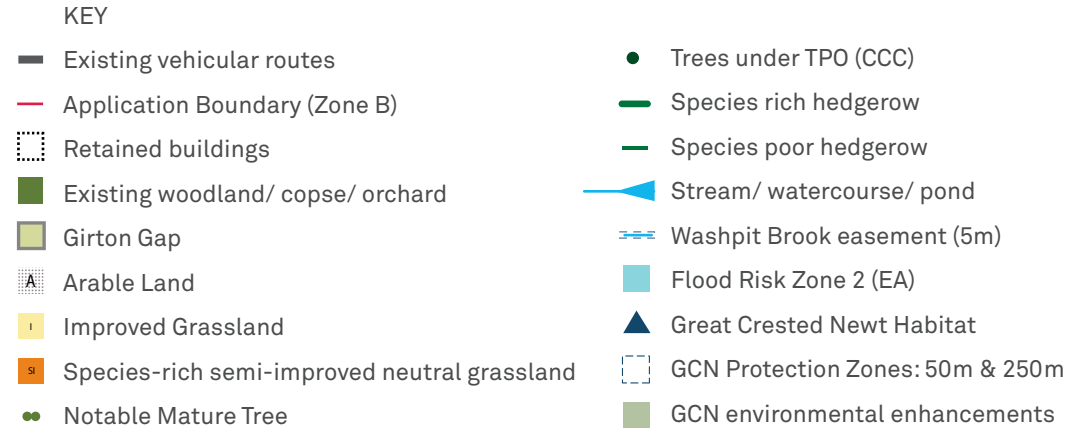 KEY
Existing vehicular routes
Application Boundary (Zone B)
Retained buildings
Existing woodland/ copse/ orchard
Girton Gap
A Arable Land
I Improved Grassland
SI Species-rich semi-improved neutral grassland
Notable Mature Tree
Trees under TPO (CCC)
Species rich hedgerow
Species poor hedgerow
Stream/ watercourse/ pond
Washpit Brook easement (5m)
Flood Risk Zone 2 (EA)
Great Crested Newt Habitat
GCN Protection Zones: 50m & 250m
GCN environmental enhancements